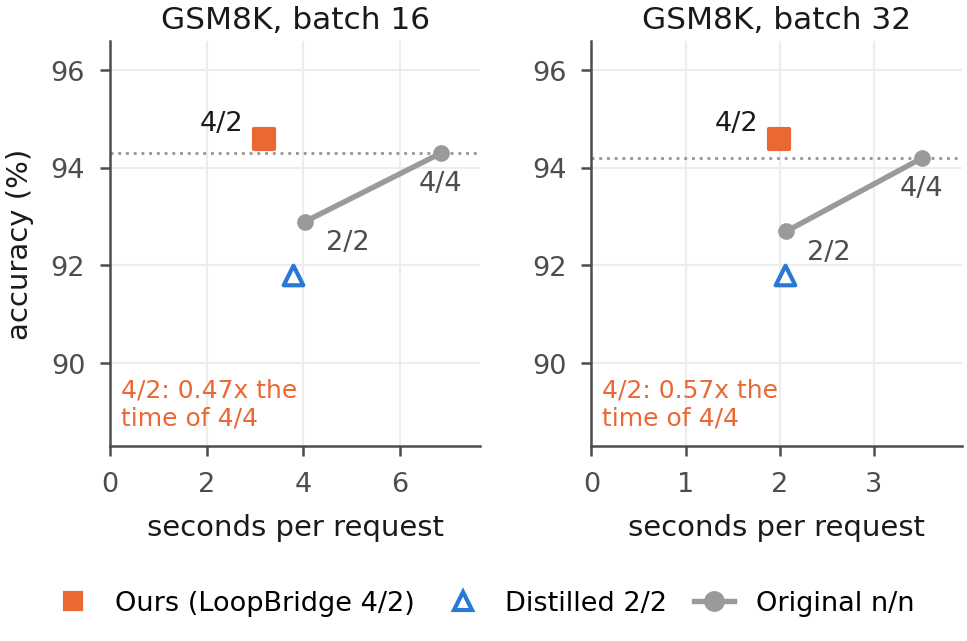 GSM8K, batch 16
GSM8K, batch 32
accuracy (%)
96
94
92
90
4/2
4/4
2/2
4/2: 0.47x the
time of 4/4
0 2 4 6
seconds per request
96
94
92
90
4/2
4/4
2/2
4/2: 0.57x the
time of 4/4
0 1 2 3
seconds per request
Ours (LoopBridge 4/2) Distilled 2/2 Original n/n